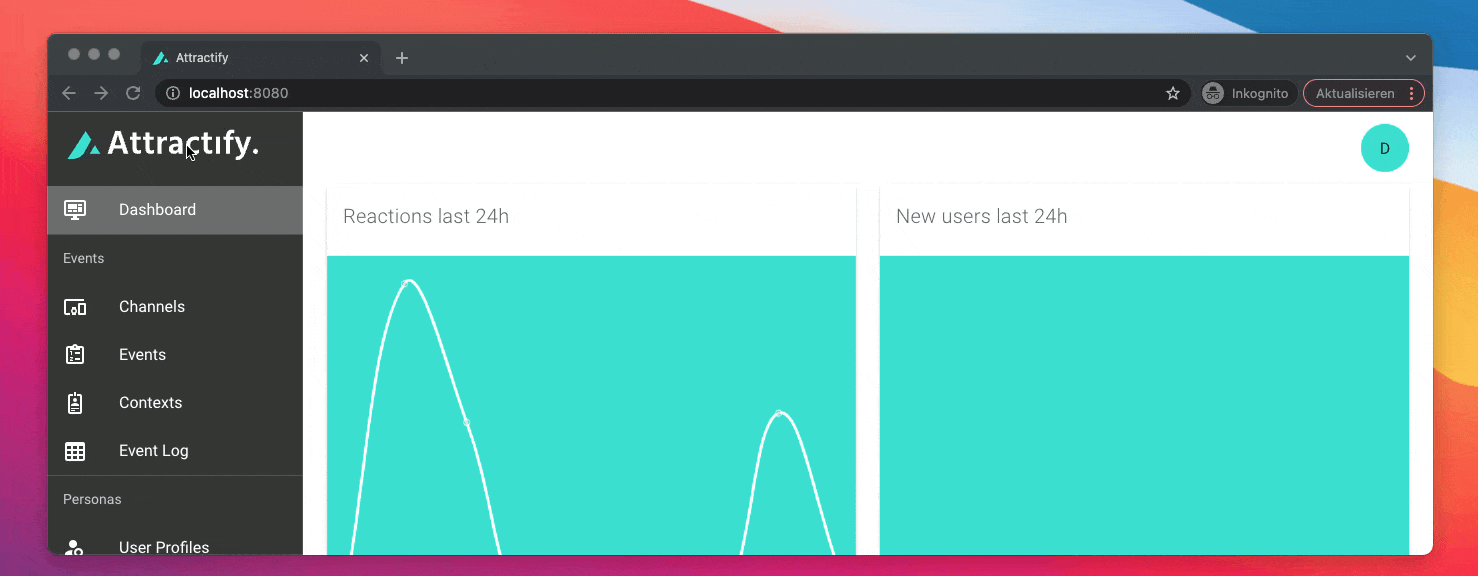 Attractify
localhost:8080
Inkognito
Aktualisieren
Attractify.
D
Dashboard
Events
Channels
Events
Contexts
Event Log
Personas
User Profiles
Reactions last 24h
New users last 24h